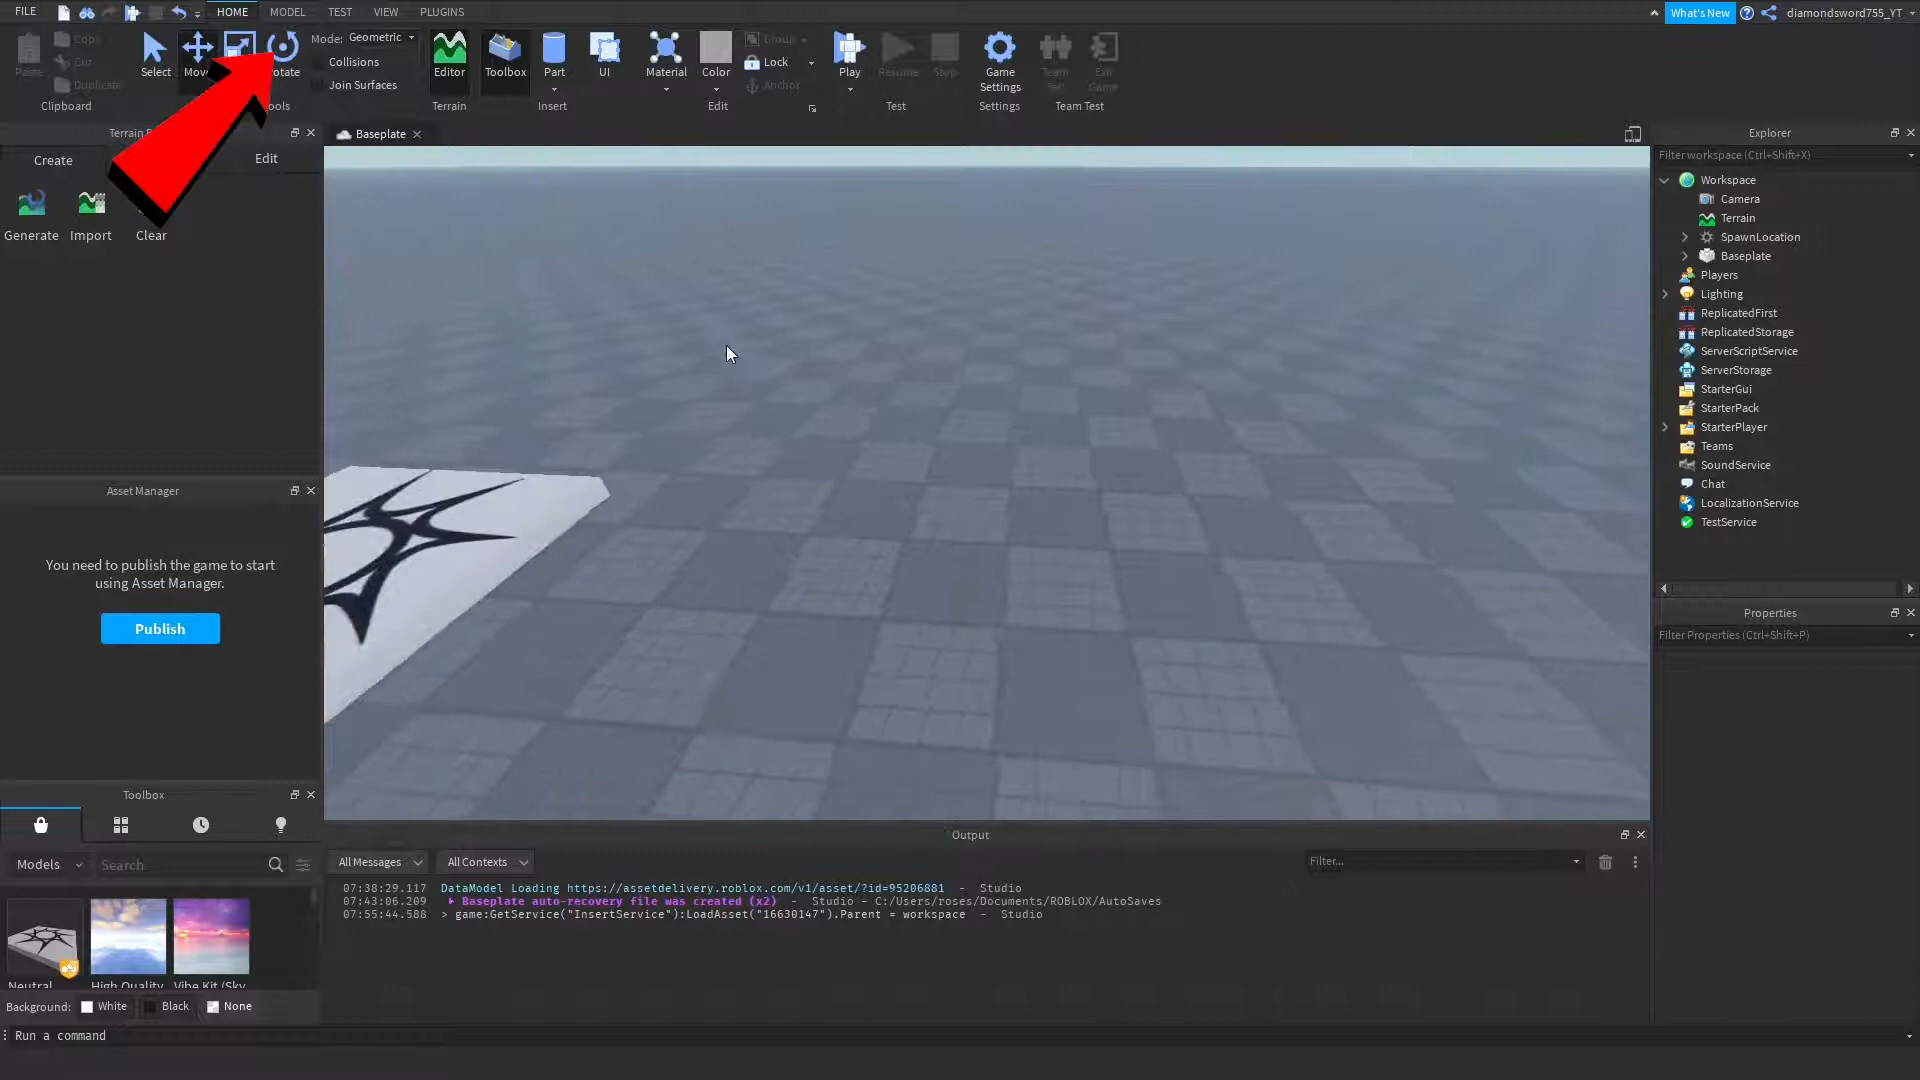 FILE
HOME
MODEL
TEST
VIEW
PLUGINS
What's New
diamondsword755_YT
Paste
Copy
Cut
Duplicate
Clipboard
Select
Mode: Geometric
Collisions
Join Surfaces
Editor
Terrain
Toolbox
Part
UI
Insert
Material
Color
Group
Lock
Anchor
Edit
Play
Resume
Stop
Test
Game
Settings
Settings
Team
Test
Exit
Game
Team Test
Create
Edit
Generate
Import
Clear
Baseplate
Asset Manager
You need to publish the game to start
using Asset Manager.
Publish
Toolbox
Models
Search
Neutral
High Quality
Vibe Kit (Sky
Background:
White
Black
None
Run a command
Output
All Messages
All Contexts
Filter...
07:38:29.117 DataModel Loading https://assetdelivery.roblox.com/v1/asset/?id=95206881 - Studio
07:43:06.209 Baseplate auto-recovery file was created (x2) - Studio - C:/Users/roses/Documents/ROBLOX/AutoSaves
07:55:44.588 > game:GetService("InsertService"):LoadAsset("16630147").Parent = workspace - Studio
Explorer
Filter workspace (Ctrl+Shift+X)
Workspace
Camera
Terrain
SpawnLocation
Baseplate
Players
Lighting
ReplicatedFirst
ReplicatedStorage
ServerScriptService
ServerStorage
StarterGui
StarterPack
StarterPlayer
Teams
SoundService
Chat
LocalizationService
TestService
Properties
Filter Properties (Ctrl+Shift+P)